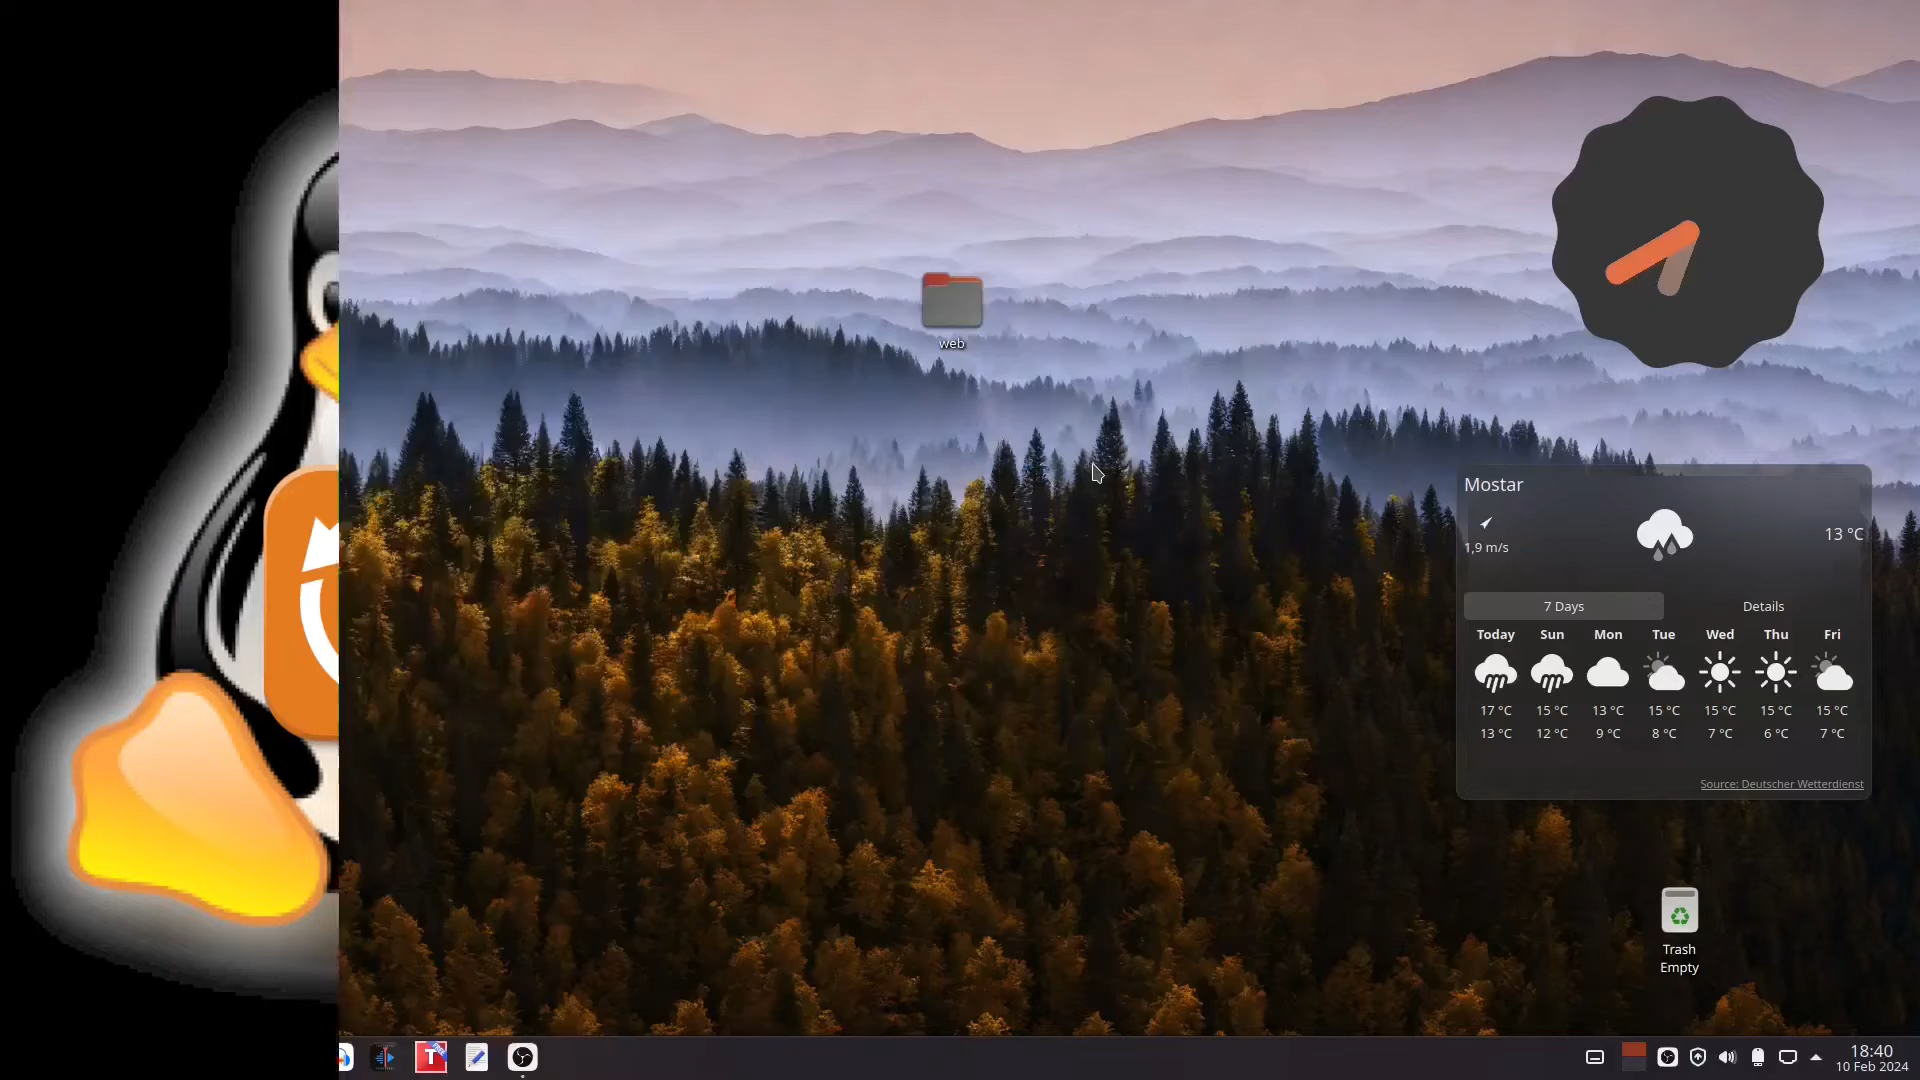 web
Mostar
1,9 m/s
13 °C
7 Days Details
Today Sun Mon Tue Wed Thu Fri
17 °C 15 °C 13 °C 15 °C 15 °C 15 °C 15 °C
13 °C 12 °C 9 °C 8 °C 7 °C 6 °C 7 °C
Source: Deutscher Wetterdienst
Trash
Empty
T FREE
18:40
10 Feb 2024